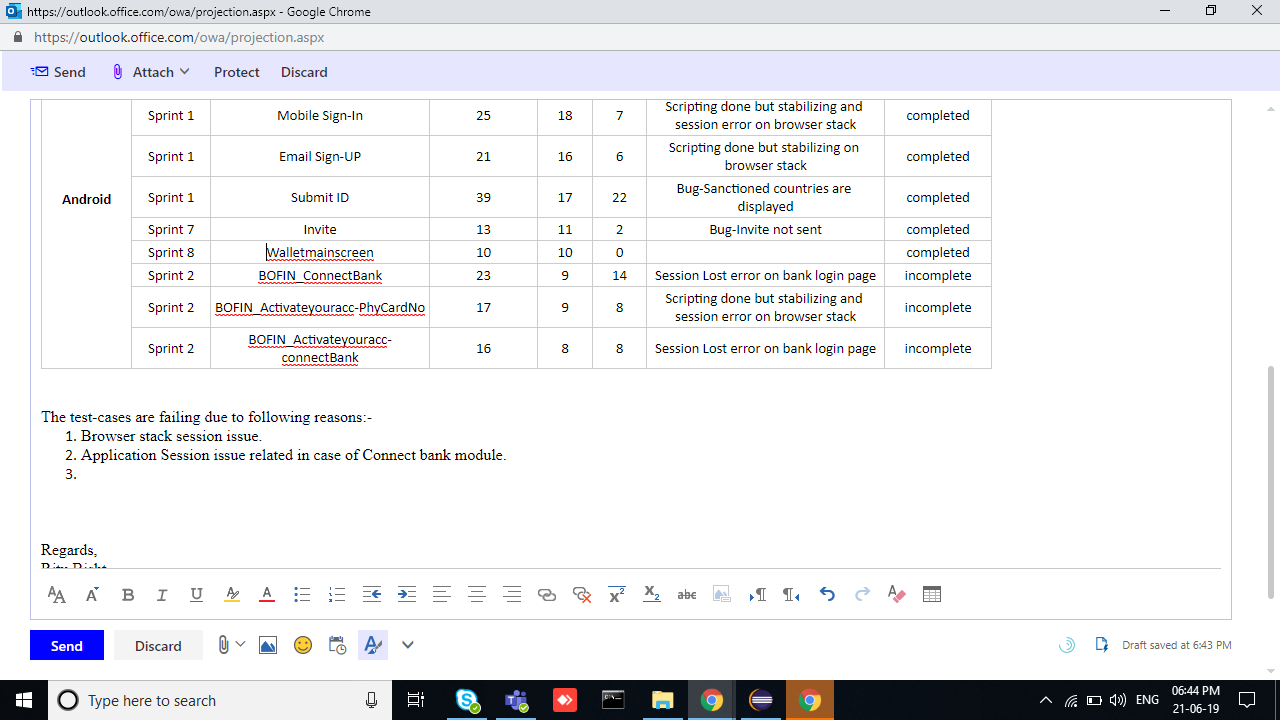 https://outlook.office.com/owa/projection.aspx - Google Chrome
https://outlook.office.com/owa/projection.aspx
Send Attach Protect Discard
Android
Sprint 1 Mobile Sign-In 25 18 7 Scripting done but stabilizing and
session error on browser stack completed
Sprint 1 Email Sign-UP 21 16 6 Scripting done but stabilizing on
browser stack completed
Sprint 1 Submit ID 39 17 22 Bug-Sanctioned countries are
displayed completed
Sprint 7 Invite 13 11 2 Bug-Invite not sent completed
Sprint 8 Walletmainscreen 10 10 0 completed
Sprint 2 BOFIN_ConnectBank 23 9 14 Session Lost error on bank login page incomplete
Sprint 2 BOFIN_Activateyouracc-PhyCardNo 17 9 8 Scripting done but stabilizing and
session error on browser stack incomplete
Sprint 2 BOFIN_Activateyouracc-
connectBank 16 8 8 Session Lost error on bank login page incomplete
The test-cases are failing due to following reasons:-
1. Browser stack session issue.
2. Application Session issue related in case of Connect bank module.
3.
Regards,
Send Discard Draft saved at 6:43 PM
Type here to search ENG 06:44 PM
21-06-19